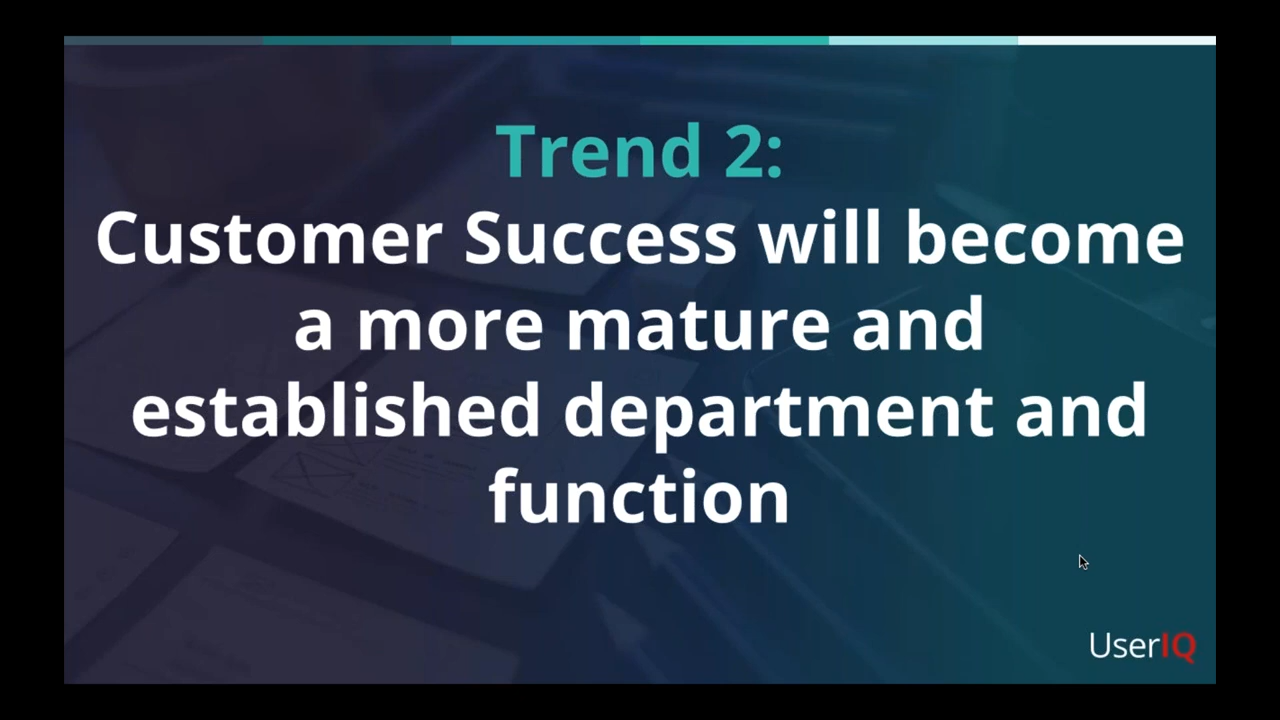 Trend 2:
Customer Success will become
a more mature and
established department and
function
UserIQ